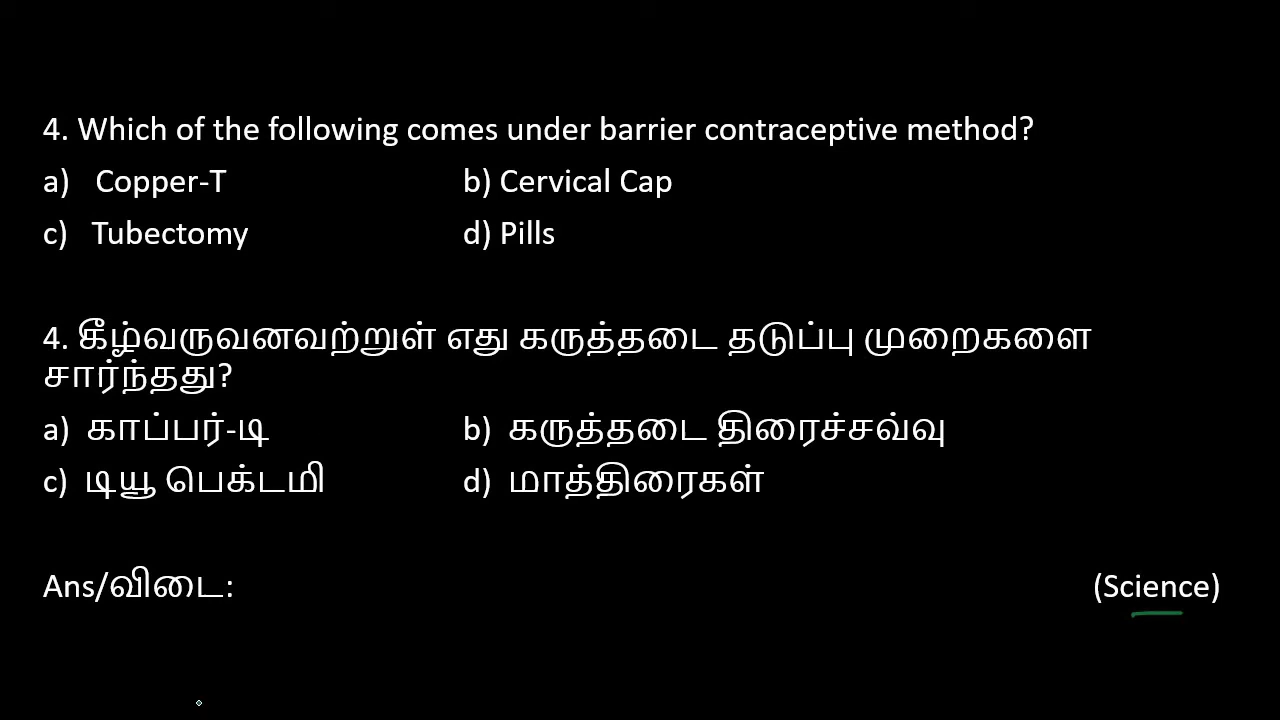 4. Which of the following comes under barrier contraceptive method?
a) Copper-T b) Cervical Cap
c) Tubectomy d) Pills
4. கீழ்வருவனவற்றுள் எது கருத்தடை தடுப்பு முறைகளை
சார்ந்தது?
a) காப்பர்-டி b) கருத்தடை திரைச்சவ்வு
c) டியூ பெக்டமி d) மாத்திரைகள்
Ans/விடை: (Science)